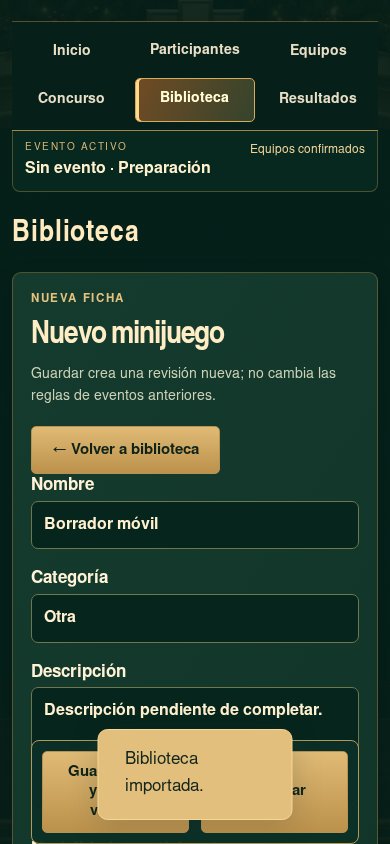 Inicio
Participantes
Equipos
Concurso
Biblioteca
Resultados
EVENTO ACTIVO
Equipos confirmados
Sin evento · Preparación
Biblioteca
NUEVA FICHA
Nuevo minijuego
Guardar crea una revisión nueva; no cambia las
reglas de eventos anteriores.
← Volver a biblioteca
Nombre
Borrador móvil
Categoría
Otra
Descripción
Descripción pendiente de completar.
Biblioteca
importada.